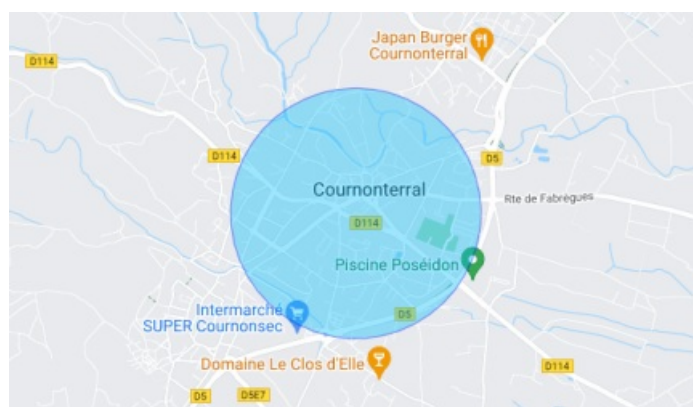 Japan Burger
Cournonterral
D114
D114
D5
Cournonterral
Rte de Fabrègues
D114
Piscine Poséidon
Intermarché
SUPER Cournonsec
D5
Domaine Le Clos d'Elle
D114
D5
D5E7